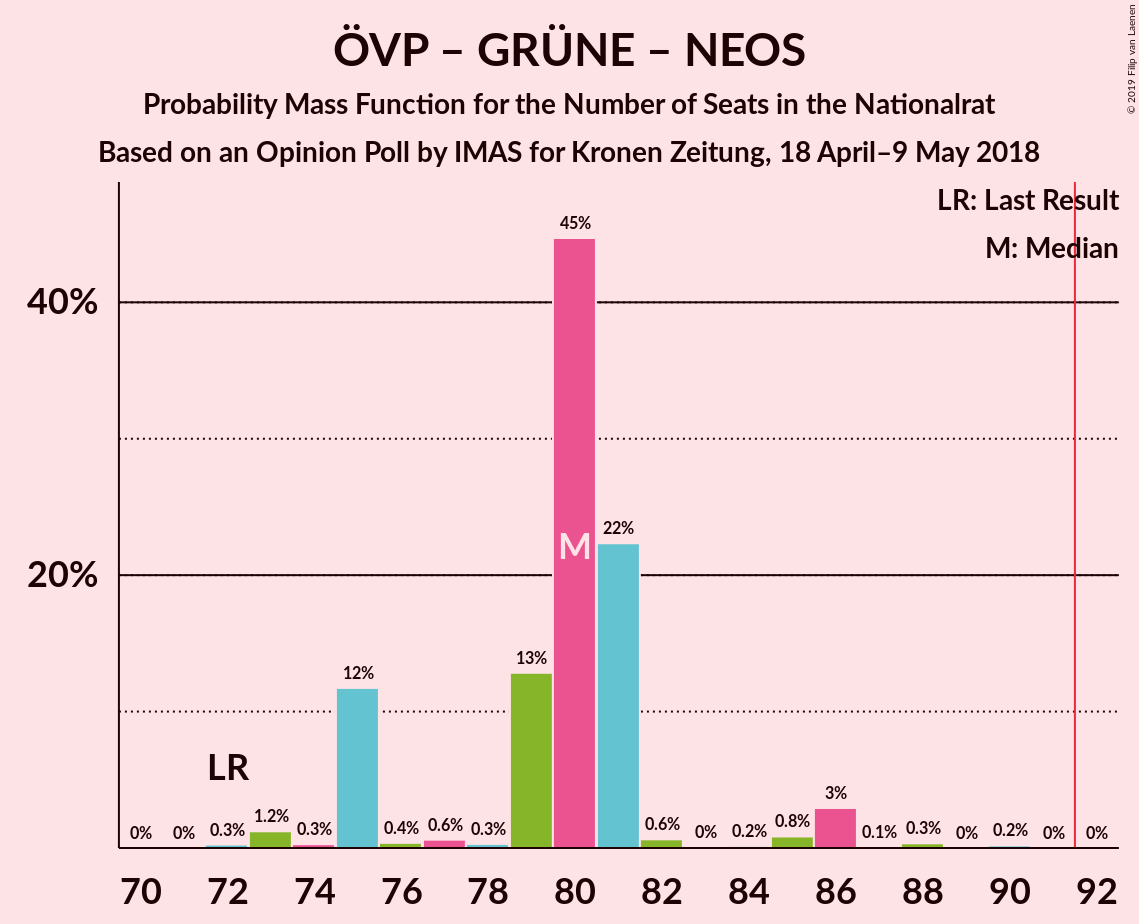 ÖVP – GRÜNE – NEOS
Probability Mass Function for the Number of Seats in the Nationalrat
Based on an Opinion Poll by IMAS for Kronen Zeitung, 18 April–9 May 2018
© 2019 Filip van Laenen
LR: Last Result
M: Median
40%
20%
45%
22%
13%
12%
M
LR
0% 0% 0.3% 1.2% 0.3% 0.4% 0.6% 0.3% 0.6% 0% 0.2% 0.8% 3% 0.1% 0.3% 0% 0.2% 0% 0%
70 72 74 76 78 80 82 84 86 88 90 92